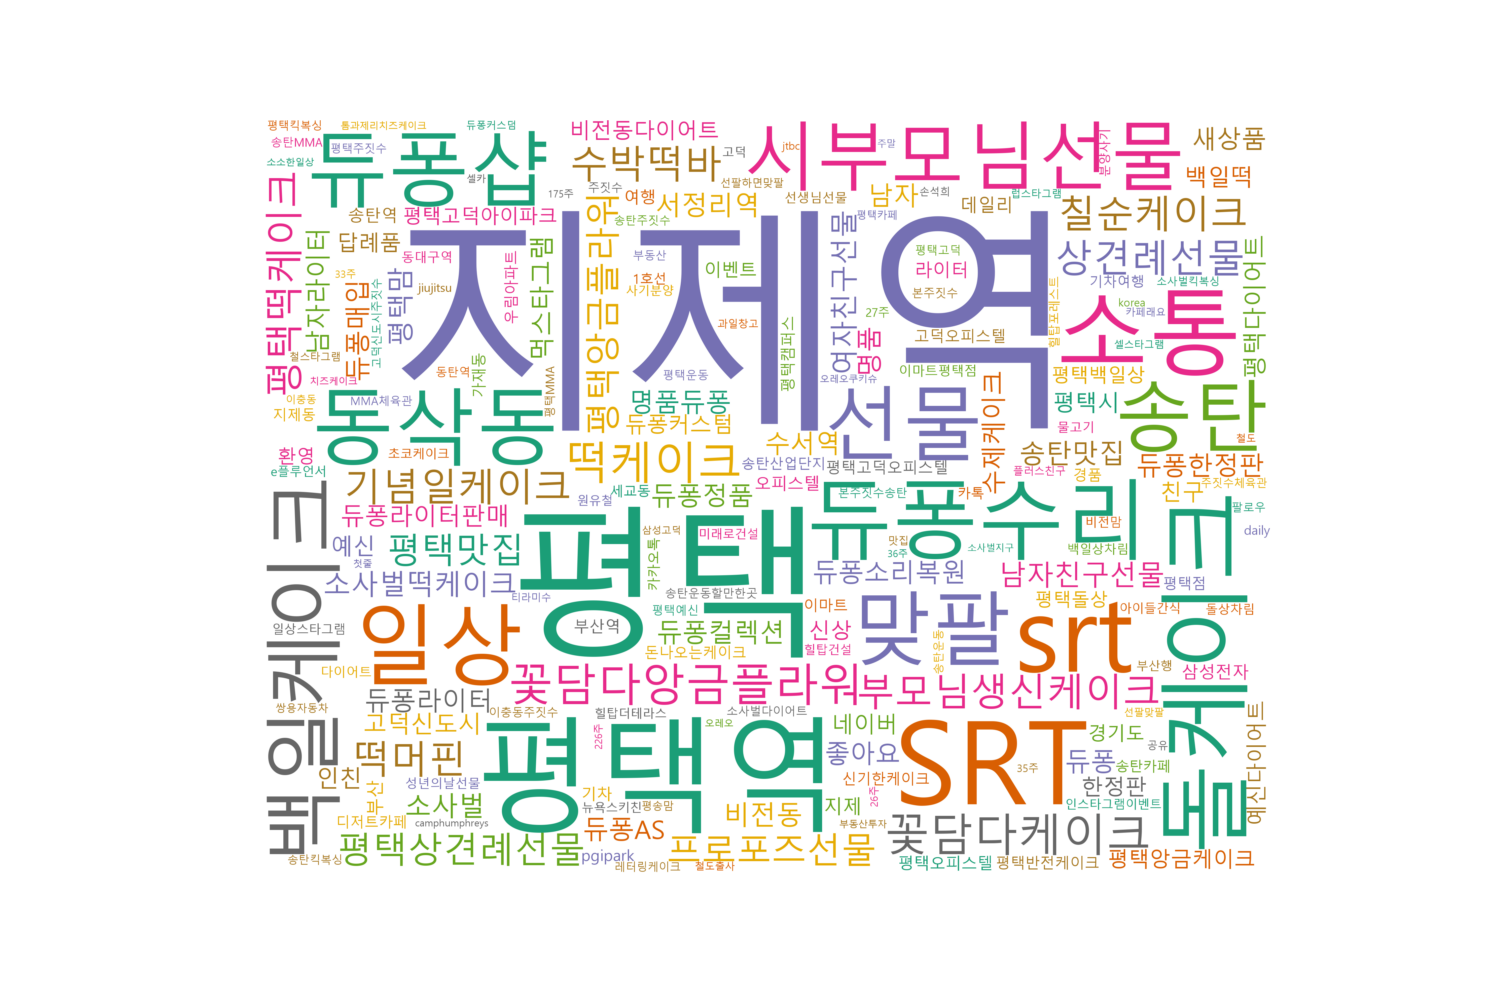 평택킥복싱
통과제리치즈케이크
듀퐁커스덤
비전동다이어트
시부모님선물
새상품
송탄MMA
평택주짓수
듀퐁샵
수박떡바
고덕
jtbc
주말
분양사기
소소한일상
셀카
175주
주짓수
선팔하면맞팔
선생님선물
손석희
럽스타그램
백일떡
평택떡케이크
송탄역
평택고덕아이파크
여행
서정리역
남자
데일리
칠순케이크
남자라이터
답례품
지제역
송탄주짓수
평택앙금플라워
여자친구선물
평택카페
상견례선물
평택다이어트
듀퐁매입
평택맘
동대구역
우림아파트
먹스타그램
부동산
이벤트
평택고덕
라이터
33주
고덕신도시주짓수
jiujitsu
1호선
사기분양
본주짓수
기차여행
소사벌킥복싱
힐탑포레스트
korea
카페래요
27주
소통
과일창고
평택캠퍼스
명품
고덕오피스텔
셀스타그램
철스타그램
동탄역
가재동
치즈케이크
평택운동
오레오쿠키슈
이마트평택점
평택백일상
이충동
MMA체육관
평택MMA
명품듀퐁
선물
수제케이크
평택시
송탄
지제동
동삭동
듀퐁커스텀
수서역
물고기
철도
환영
초코케이크
떡케이크
송탄산업단지
평택고덕오피스텔
송탄맛집
듀퐁한정판
e플루언서
기념일케이크
세교동
듀퐁정품
오피스텔
플러스친구
경품
주짓수체육관
백일케이크
원유철
본주짓수송탄
카톡
친구
듀퐁라이터판매
평택
삼성고덕
미래로건설
듀퐁수리
비전맘
팔로우
daily
예신
평택맛집
맛집
36주
소사벌지구
백일상차림
돌케이크
첫줄
카카오톡
소사벌떡케이크
티라미수
송탄운동할만한곳
듀퐁소리복원
남자친구선물
평택점
일상
평택예신
이마트
맞팔
평택돌상
아이들간식
돌상차림
일상스타그램
부산역
듀퐁컬렉션
신상
srt
돈나오는케이크
힐탑건설
송탄운동
부산행
삼성전자
다이어트
꽃담다앙금플라워
부모님생신케이크
듀퐁라이터
쌍용자동차
이충동주짓수
힐탑더테라스
소사벌다이어트
선팔맞팔
예신다이어트
고덕신도시
평택역
226주
오레오
네이버
SRT
경기도
떡머핀
좋아요
듀퐁
공유
송탄카페
인친
부산
성년의날선물
기차
신기한케이크
35주
한정판
소사벌
뉴욕스키친
평송맘
26주
지제
인스타그램이벤트
디저트카페
camphumphreys
듀퐁AS
비전동
부동산투자
꽃담다케이크
송탄킥복싱
평택상견례선물
pgipark
프로포즈선물
평택오피스텔
평택반전케이크
평택앙금케이크
레터링케이크
철도출사